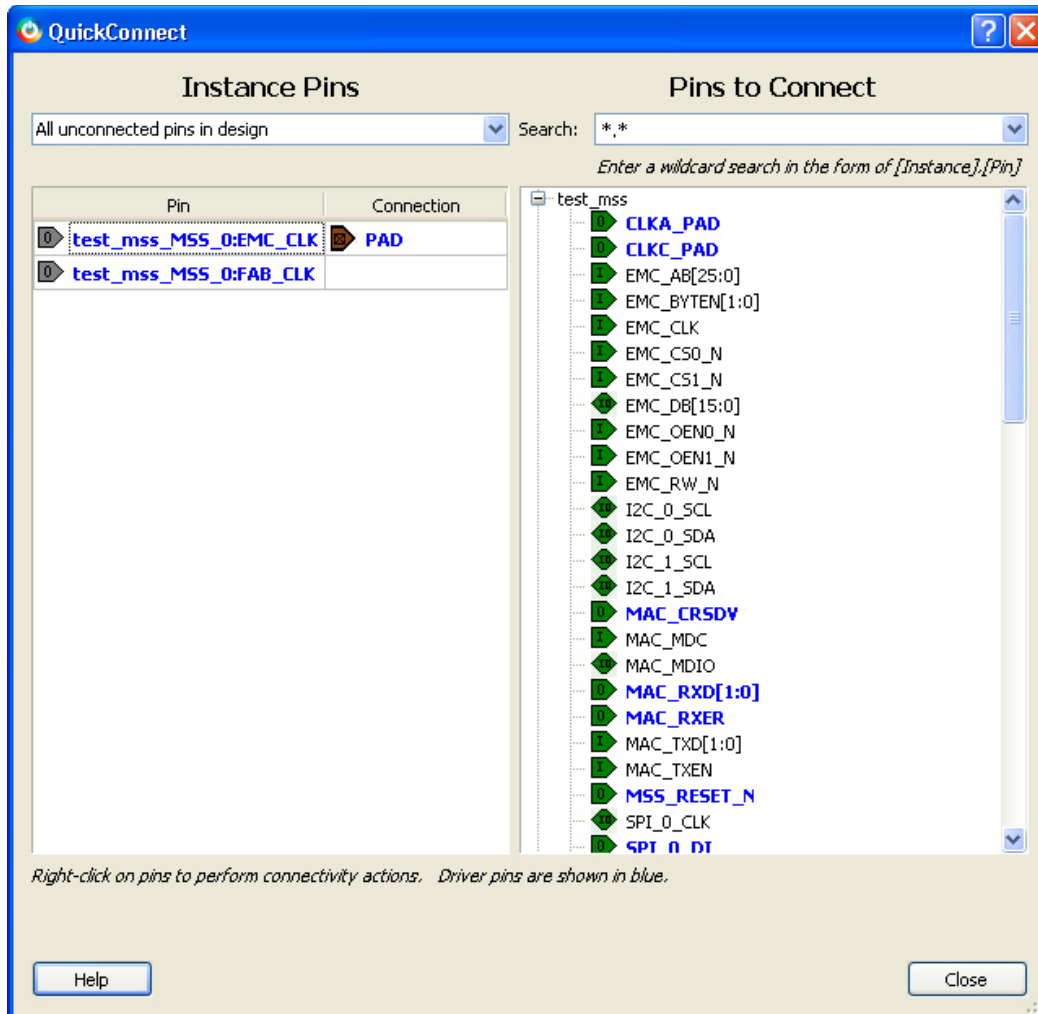 QuickConnect
Instance Pins
Pins to Connect
All unconnected pins in design
Search: *.*
Enter a wildcard search in the form of [Instance].[Pin]
Pin Connection
test_mss_MSS_0:EMC_CLK PAD
test_mss_MSS_0:FAB_CLK
test_mss
CLKA_PAD
CLKC_PAD
EMC_AB[25:0]
EMC_BYTEN[1:0]
EMC_CLK
EMC_CS0_N
EMC_CS1_N
EMC_DB[15:0]
EMC_OEN0_N
EMC_OEN1_N
EMC_RW_N
I2C_0_SCL
I2C_0_SDA
I2C_1_SCL
I2C_1_SDA
MAC_CRSDV
MAC_MDC
MAC_MDIO
MAC_RXD[1:0]
MAC_RXER
MAC_TXD[1:0]
MAC_TXEN
MSS_RESET_N
SPI_0_CLK
SPI_0_DI
Right-click on pins to perform connectivity actions. Driver pins are shown in blue.
Help
Close